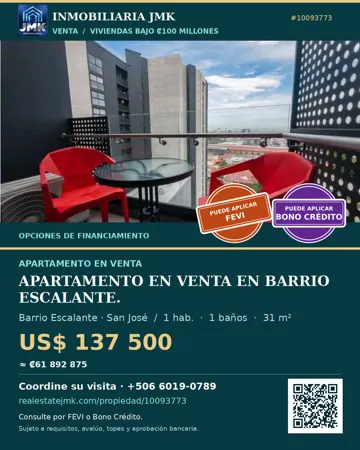 INMOBILIARIA JMK
#10093773
VENTA / VIVIENDAS BAJO ₡100 MILLONES
JMK
PUEDE APLICAR
FEVI
PUEDE APLICAR
BONO CRÉDITO
OPCIONES DE FINANCIAMIENTO
APARTAMENTO EN VENTA
APARTAMENTO EN VENTA EN BARRIO
ESCALANTE.
Barrio Escalante · San José / 1 hab. · 1 baños · 31 m²
US$ 137 500
≈ ₡61 892 875
Coordine su visita · +506 6019-0789
realestatejmk.com/propiedad/10093773
Consulte por FEVI o Bono Crédito.
Sujeto a requisitos, avalúo, topes y aprobación bancaria.